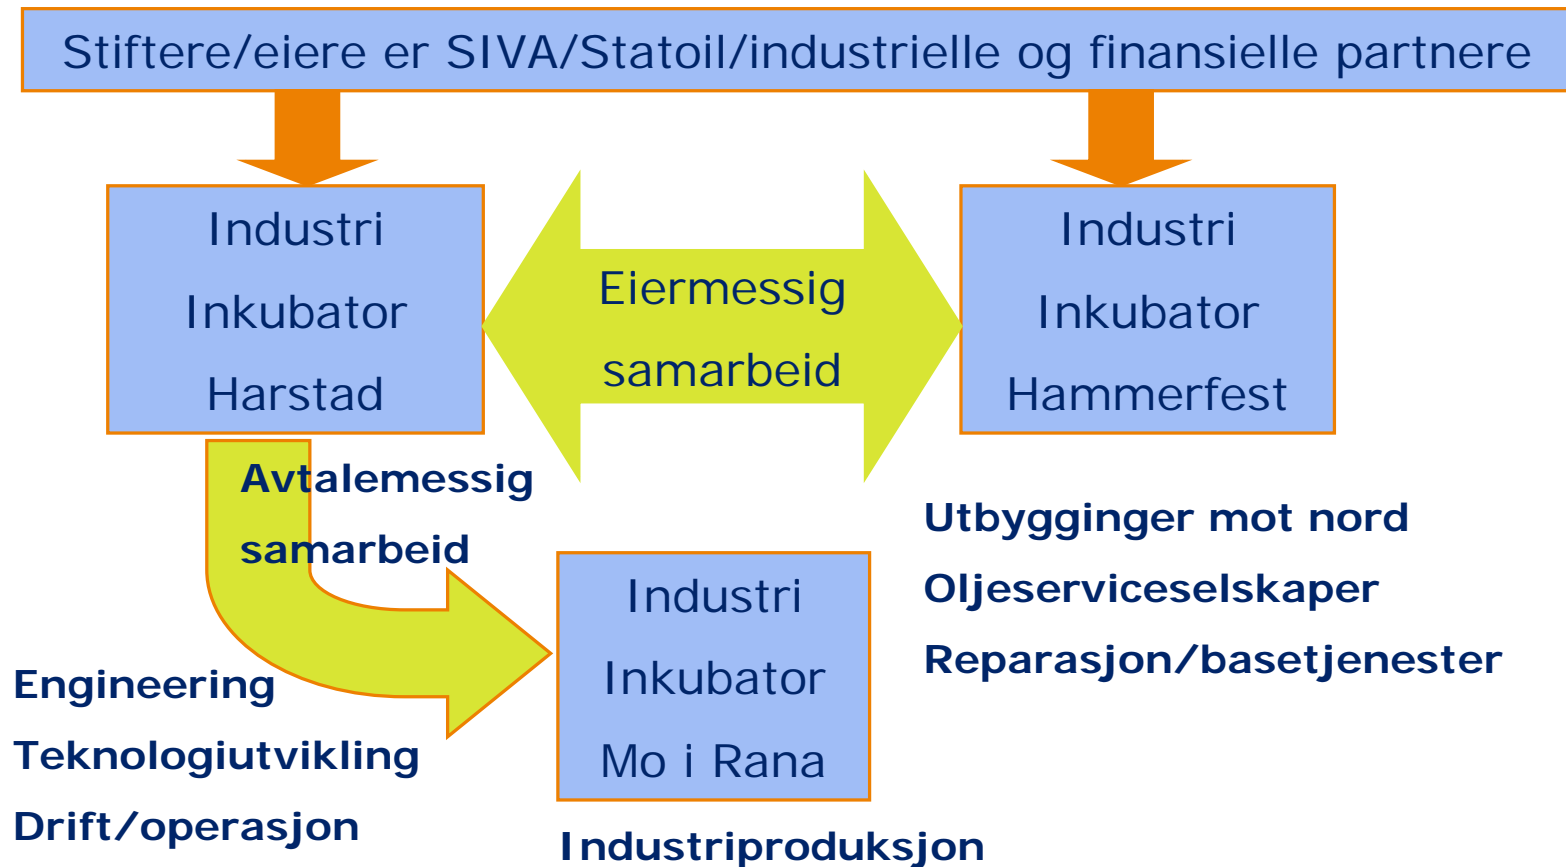 Stiftere/eiere er SIVA/Statoil/industrielle og finansielle partnere
Industri
Inkubator
Harstad
Eiermessig
samarbeid
Industri
Inkubator
Hammerfest
Avtalemessig
samarbeid
Utbygginger mot nord
Oljeserviceselskaper
Reparasjon/basetjenester
Industri
Inkubator
Mo i Rana
Engineering
Teknologiutvikling
Drift/operasjon
Industriproduksjon